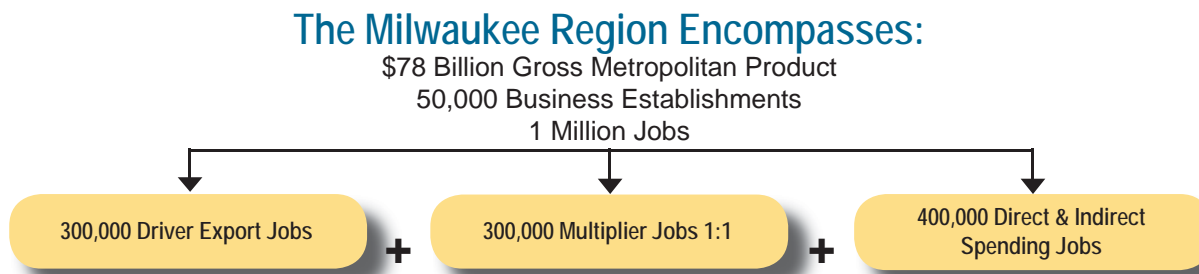 The Milwaukee Region Encompasses:
$78 Billion Gross Metropolitan Product
50,000 Business Establishments
1 Million Jobs
300,000 Driver Export Jobs
+
300,000 Multiplier Jobs 1:1
+
400,000 Direct & Indirect
Spending Jobs